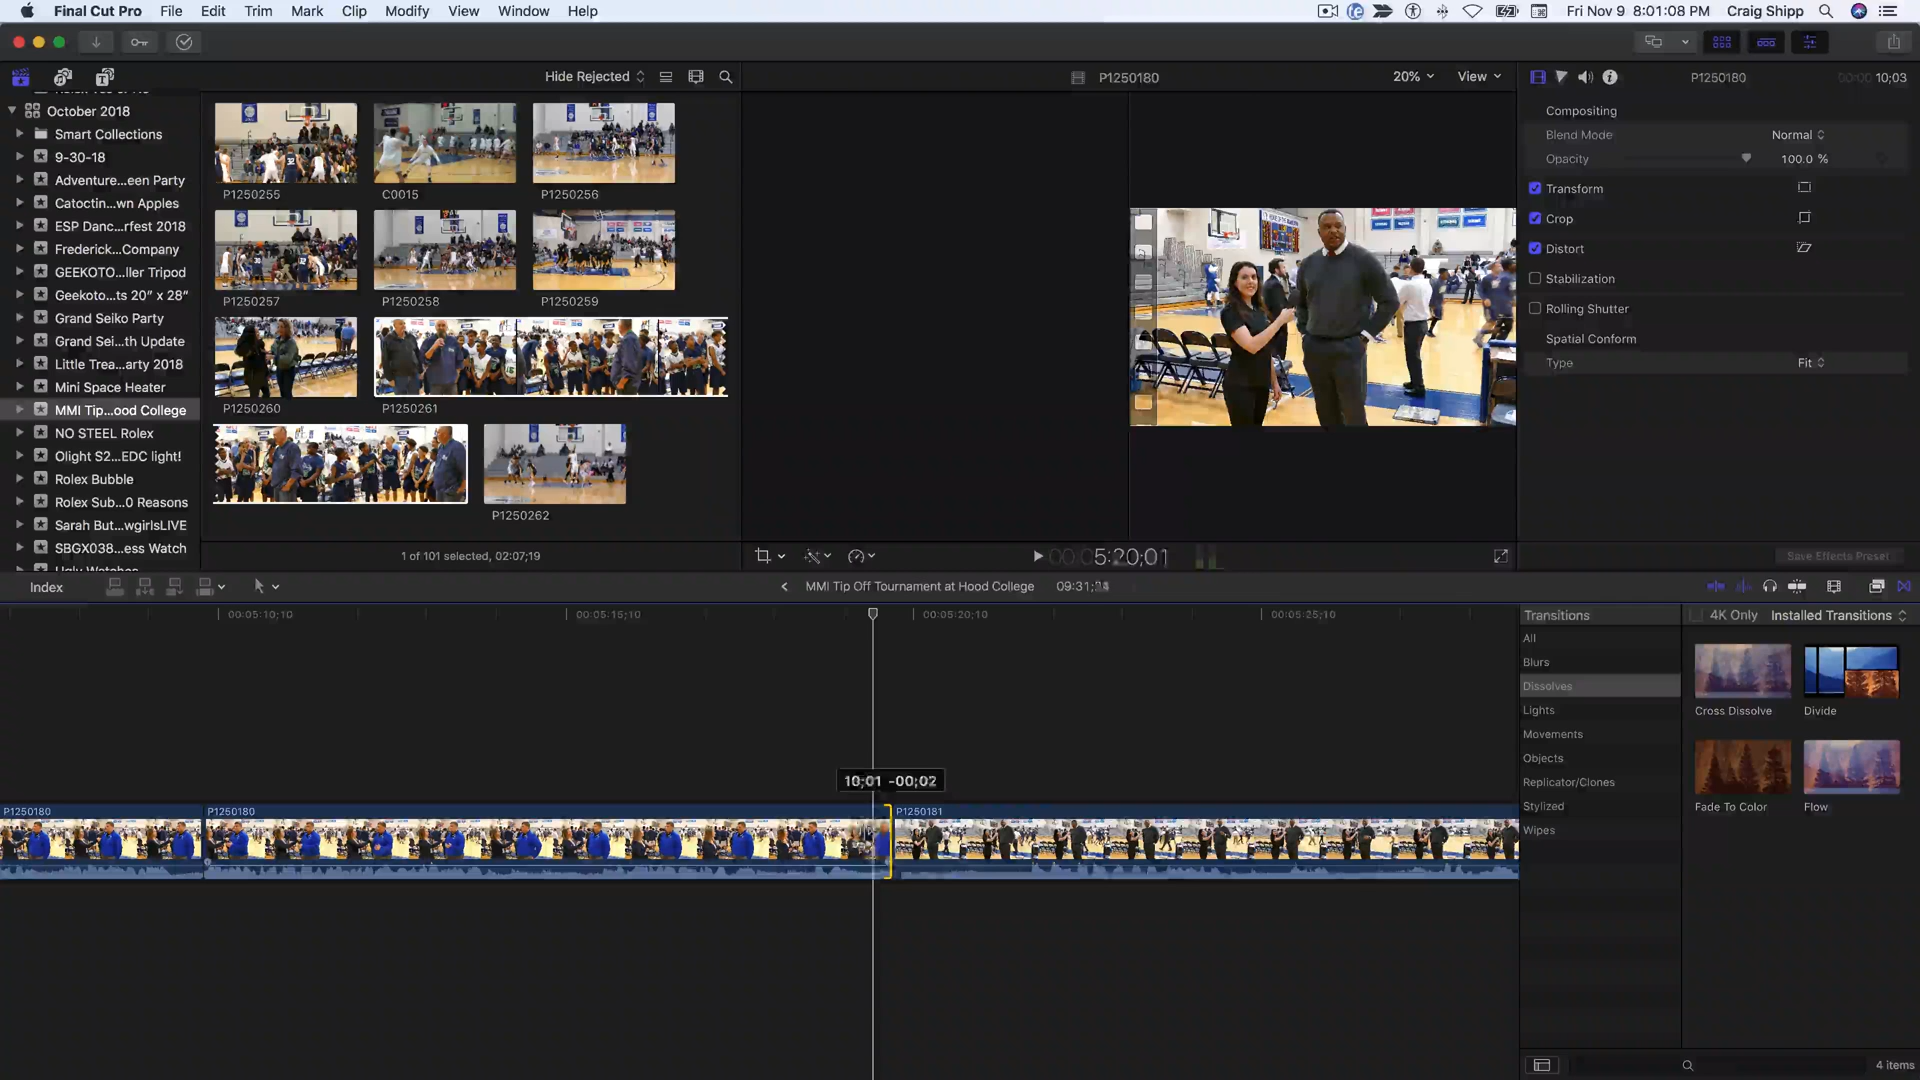 Final Cut Pro File Edit Trim Mark Clip Modify View Window Help
Fri Nov 9 8:01:08 PM Craig Shipp
Hide Rejected
P1250180
20% View
P1250180 10;03
October 2018
Smart Collections
9-30-18
Adventure...een Party
Catoctin...wn Apples
ESP Danc...rfest 2018
Frederick...Company
GEEKOTO...ller Tripod
Geekoto...ts 20" x 28"
Grand Seiko Party
Grand Sei...th Update
Little Trea...arty 2018
Mini Space Heater
MMI Tip...ood College
NO STEEL Rolex
Olight S2...EDC light!
Rolex Bubble
Rolex Sub...0 Reasons
Sarah But...wgirlsLIVE
SBGX038...ess Watch
P1250255
C0015
P1250256
P1250257
P1250258
P1250259
P1250260
P1250261
P1250262
1 of 101 selected, 02:07;19
Compositing
Blend Mode Normal
Opacity 100.0 %
Transform
Crop
Distort
Stabilization
Rolling Shutter
Spatial Conform
Type Fit
Save Effects Preset
5:20;01
Index
MMI Tip Off Tournament at Hood College
00:05:10;10
00:05:15;10
00:05:20;10
00:05:25;10
10;01 -00;02
P1250180
P1250180
P1250181
Transitions
All
Blurs
Dissolves
Lights
Movements
Objects
Replicator/Clones
Stylized
Wipes
4K Only Installed Transitions
Cross Dissolve
Divide
Fade To Color
Flow
4 items